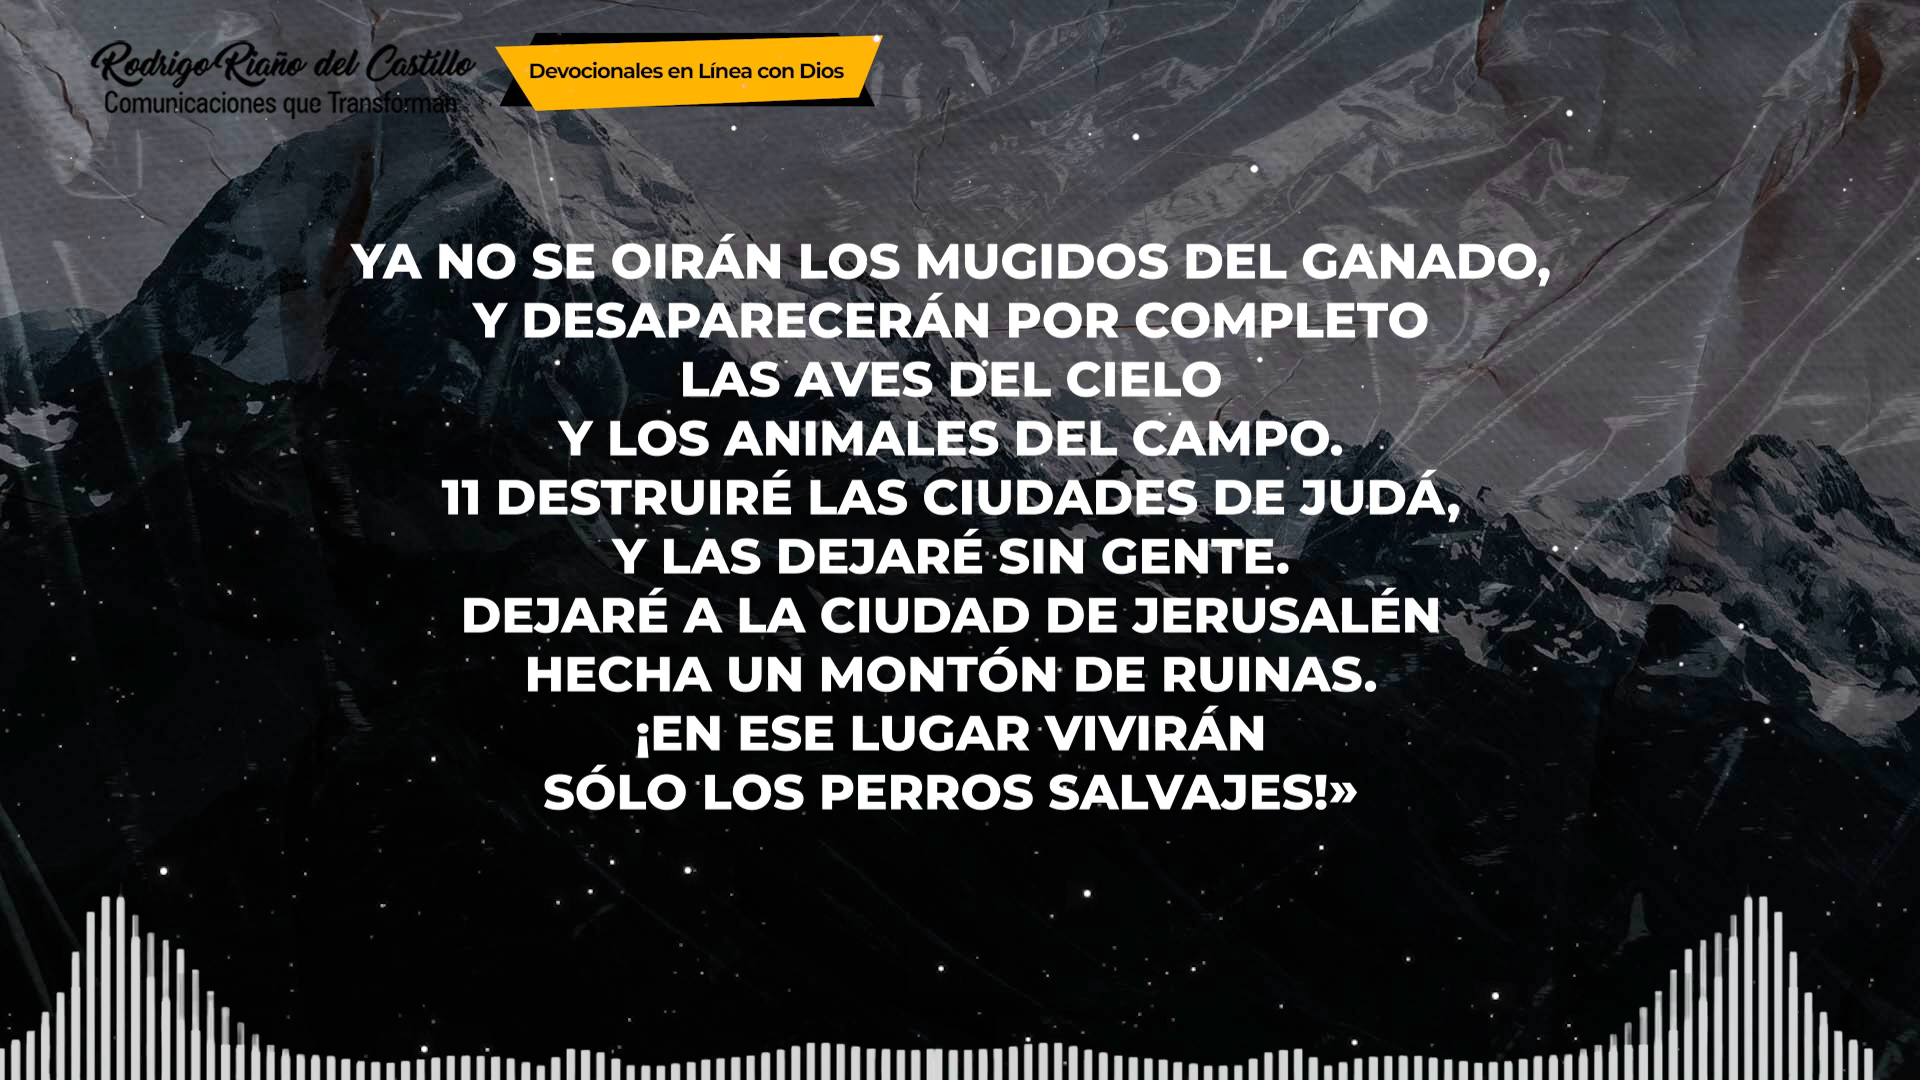 Rodrigo Riaño del Castillo
Comunicaciones que Transforman
Devocionales en Línea con Dios
YA NO SE OIRÁN LOS MUGIDOS DEL GANADO,
Y DESAPARECERÁN POR COMPLETO
LAS AVES DEL CIELO
Y LOS ANIMALES DEL CAMPO.
11 DESTRUIRÉ LAS CIUDADES DE JUDÁ,
Y LAS DEJARÉ SIN GENTE.
DEJARÉ A LA CIUDAD DE JERUSALÉN
HECHA UN MONTÓN DE RUINAS.
¡EN ESE LUGAR VIVIRÁN
SÓLO LOS PERROS SALVAJES!»